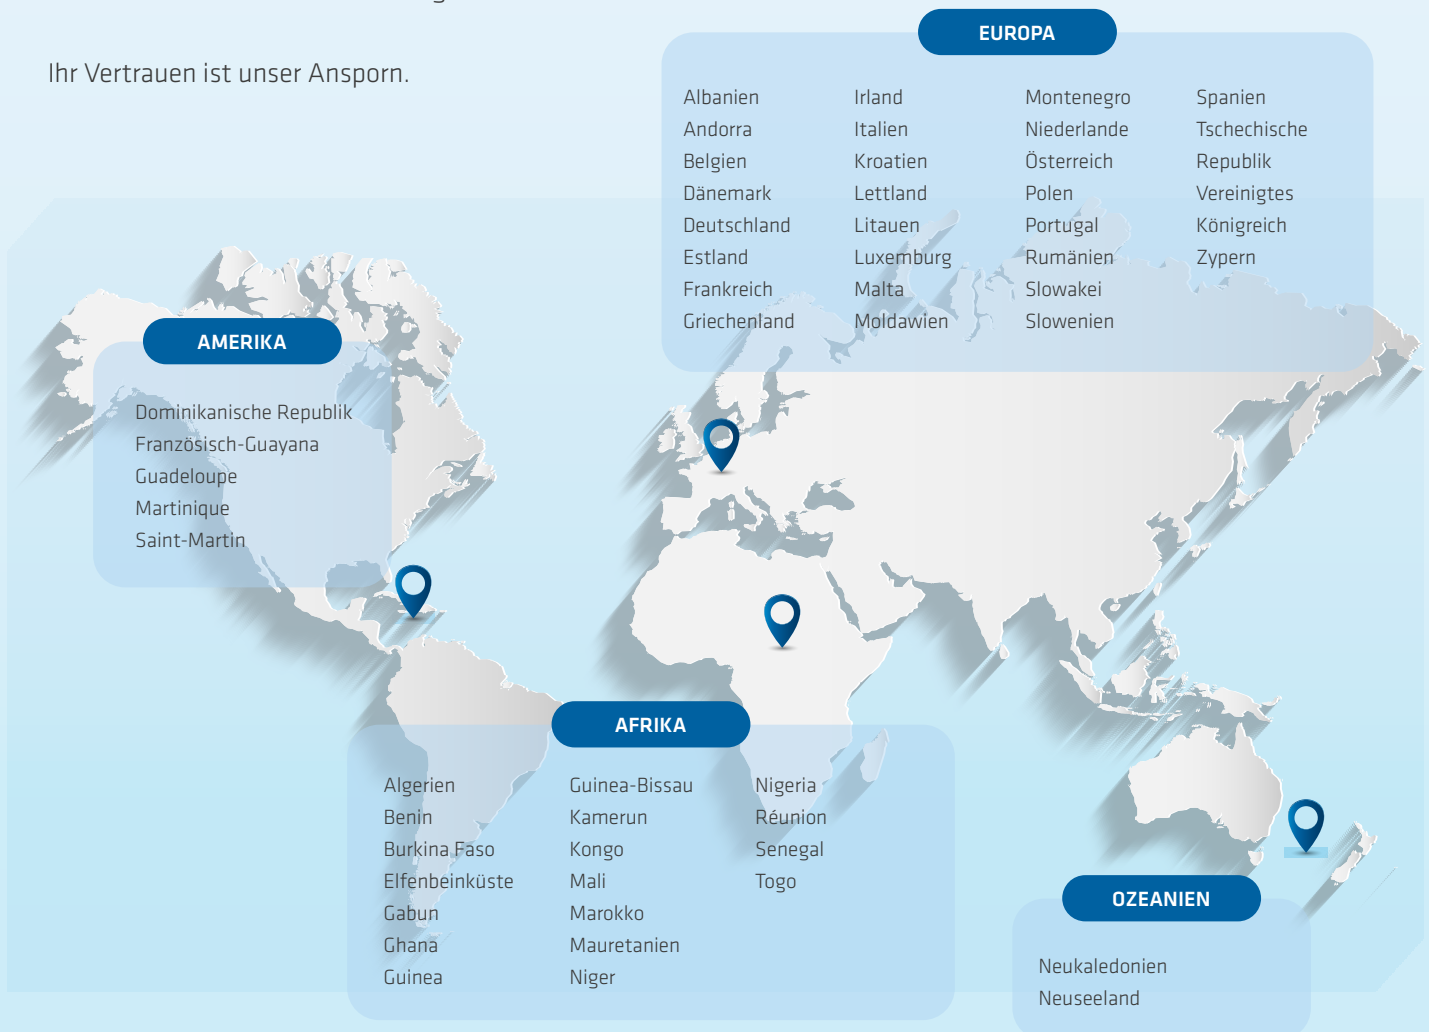 Ihr Vertrauen ist unser Ansporn.
EUROPA
Albanien
Andorra
Belgien
Dänemark
Deutschland
Estland
Frankreich
Griechenland
Irland
Italien
Kroatien
Lettland
Litauen
Luxemburg
Malta
Moldawien
Montenegro
Niederlande
Österreich
Polen
Portugal
Rumänien
Slowakei
Slowenien
Spanien
Tschechische
Republik
Vereinigtes
Königreich
Zypern
AMERIKA
Dominikanische Republik
Französisch-Guayana
Guadeloupe
Martinique
Saint-Martin
AFRIKA
Algerien
Benin
Burkina Faso
Elfenbeinküste
Gabun
Ghana
Guinea
Guinea-Bissau
Kamerun
Kongo
Mali
Marokko
Mauretanien
Niger
Nigeria
Réunion
Senegal
Togo
OZEANIEN
Neukaledonien
Neuseeland